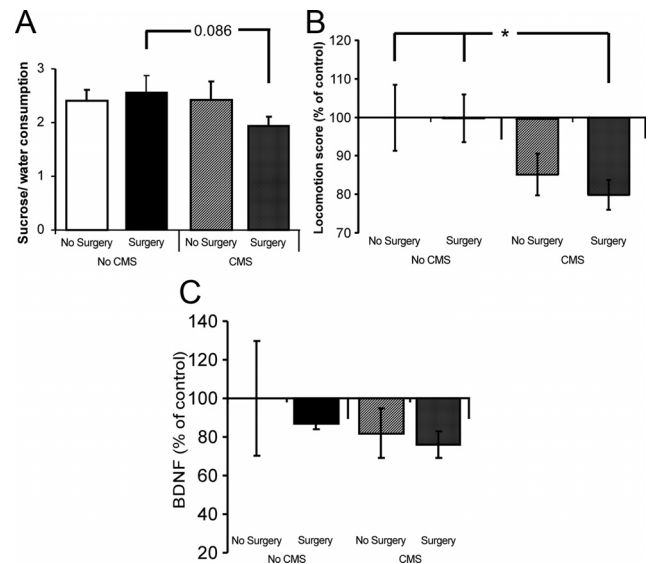 A
0.086
Sucrose/ water consumption
3
2
1
0
No Surgery Surgery No Surgery Surgery
No CMS CMS
B
*
Locomotion score (% of control)
120
110
100
90
80
70
No Surgery Surgery No Surgery Surgery
No CMS CMS
C
BDNF (% of control)
140
120
100
80
60
40
20
No Surgery Surgery No Surgery Surgery
No CMS CMS